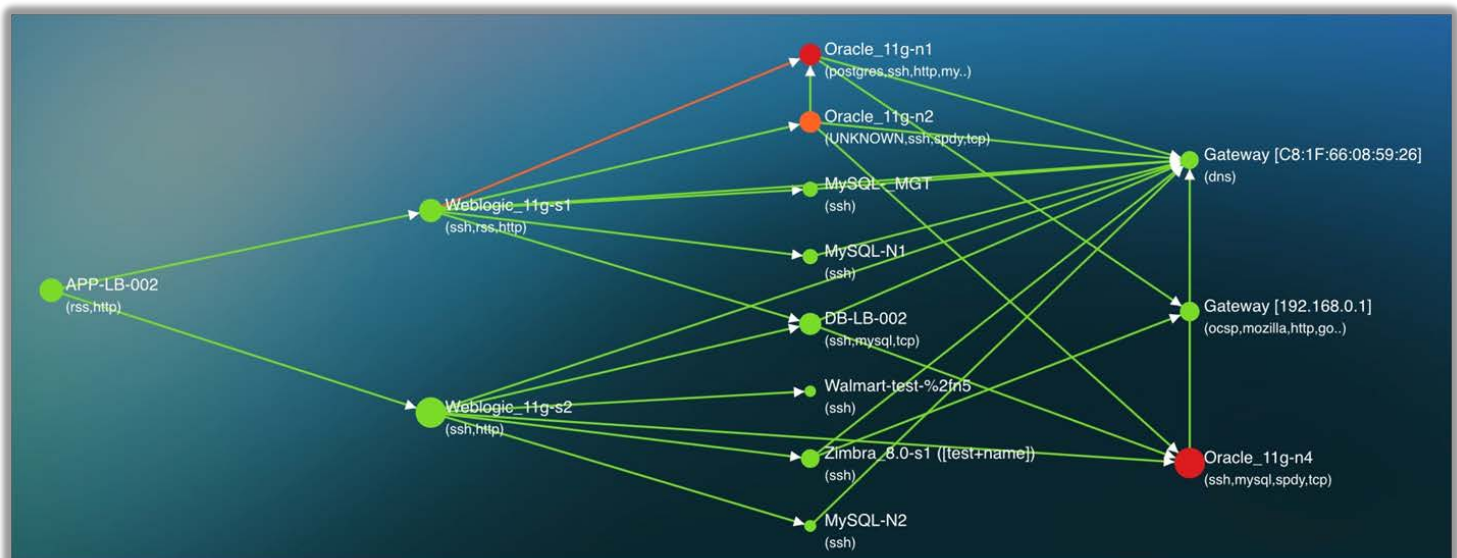 Oracle_11g-n1
(postgres,ssh,http,my..)
Oracle_11g-n2
(UNKNOWN,ssh,spdy,tcp)
Gateway [C8:1F:66:08:59:26]
(dns)
MySQL-_MGT
(ssh)
Weblogic_11g-s1
(ssh,rss,http)
MySQL-N1
(ssh)
APP-LB-002
(rss,http)
Gateway [192.168.0.1]
(ocsp,mozilla,http,go..)
DB-LB-002
(ssh,mysql,tcp)
Walmart-test-%2fn5
(ssh)
Weblogic_11g-s2
(ssh,http)
Zimbra_8.0-s1 ([test+name])
(ssh)
Oracle_11g-n4
(ssh,mysql,spdy,tcp)
MySQL-N2
(ssh)